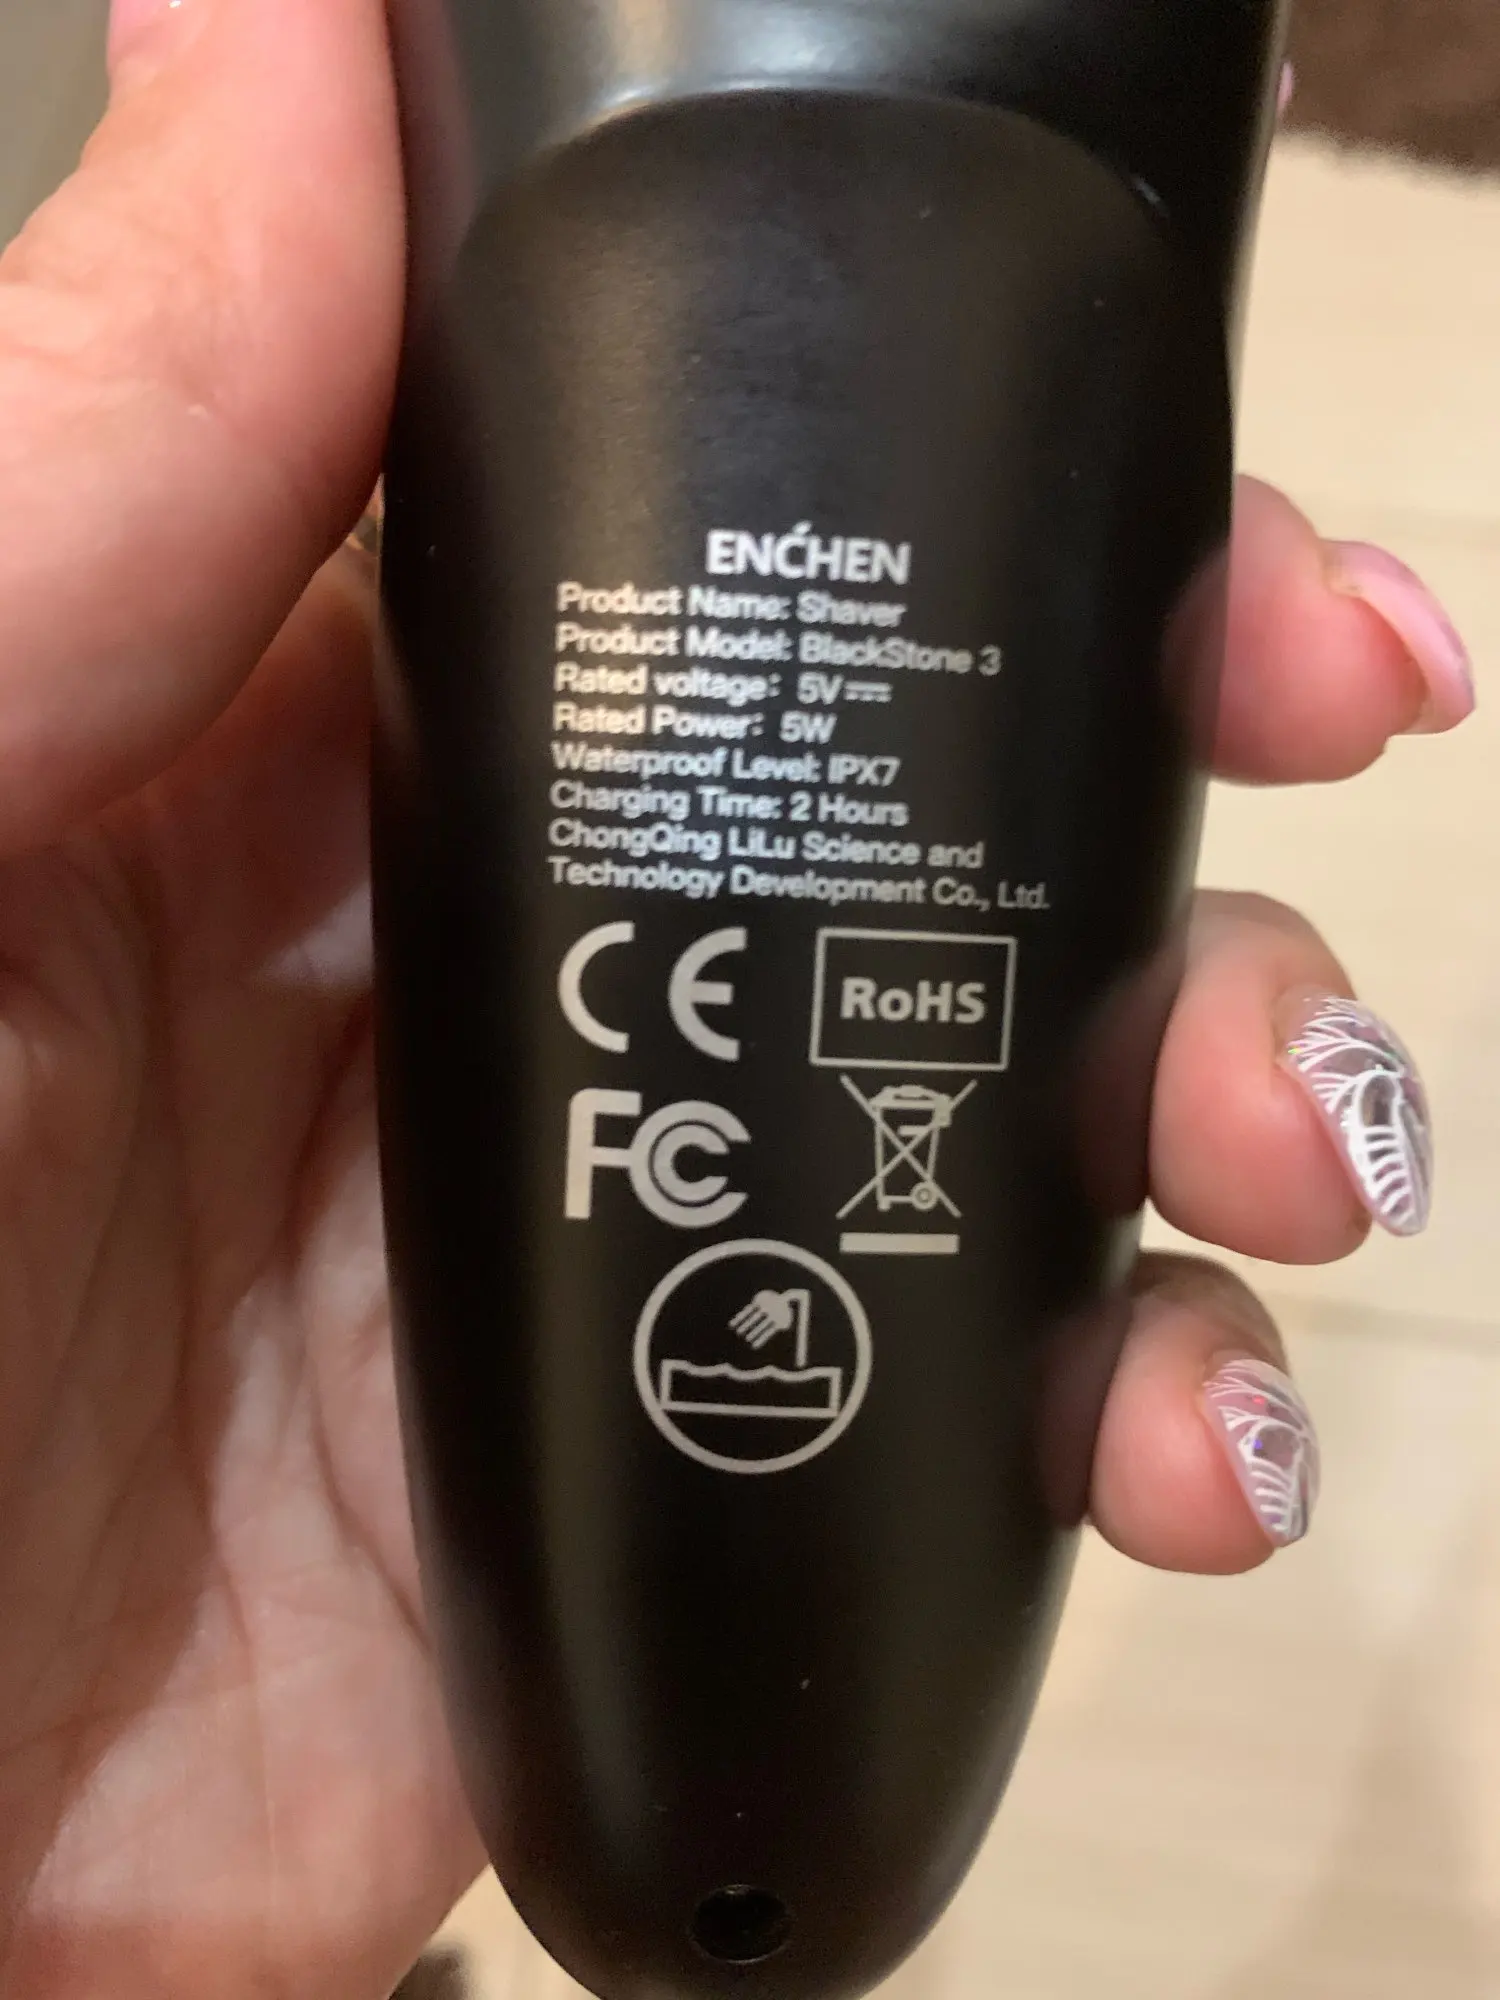 ENCHEN
Product Name: Shaver
Product Model: BlackStone 3
Rated voltage: 5V⎓
Rated Power: 5W
Waterproof Level: IPX7
Charging Time: 2 Hours
ChongQing LiLu Science and
Technology Development Co., Ltd.
CE RoHS
FC